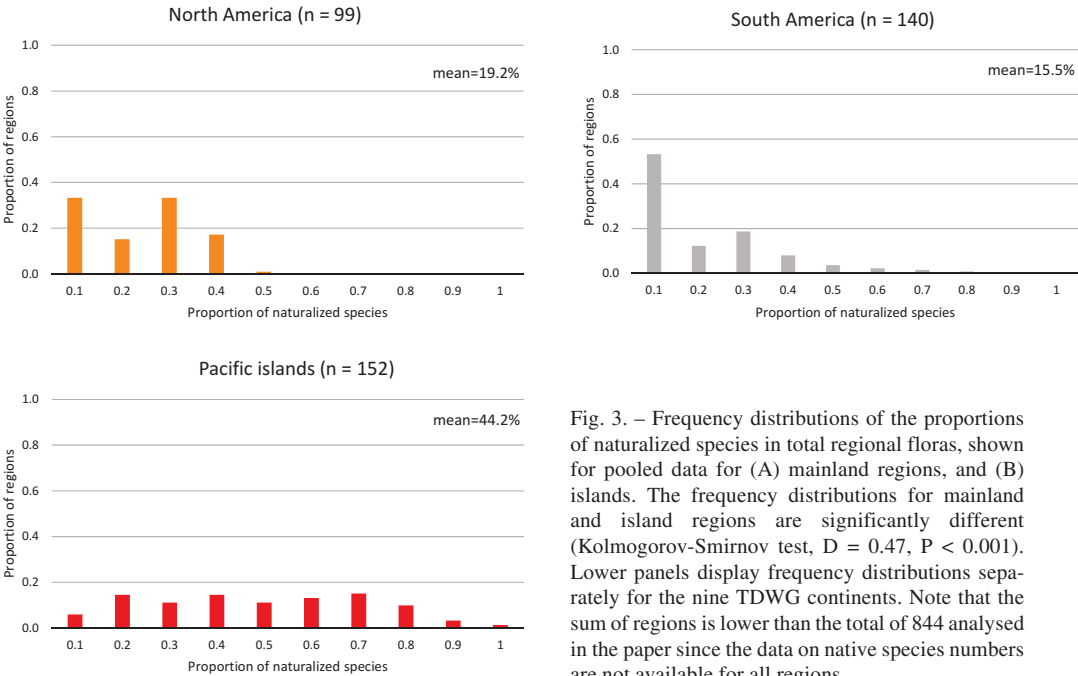 North America (n = 99)
1.0
mean=19.2%
0.8
0.6
0.4
0.2
0.0
Proportion of regions
0.1 0.2 0.3 0.4 0.5 0.6 0.7 0.8 0.9 1
Proportion of naturalized species
South America (n = 140)
1.0
mean=15.5%
0.8
0.6
0.4
0.2
0.0
Proportion of regions
0.1 0.2 0.3 0.4 0.5 0.6 0.7 0.8 0.9 1
Proportion of naturalized species
Pacific islands (n = 152)
1.0
mean=44.2%
0.8
0.6
0.4
0.2
0.0
Proportion of regions
0.1 0.2 0.3 0.4 0.5 0.6 0.7 0.8 0.9 1
Proportion of naturalized species
Fig. 3. – Frequency distributions of the proportions
of naturalized species in total regional floras, shown
for pooled data for (A) mainland regions, and (B)
islands. The frequency distributions for mainland
and island regions are significantly different
(Kolmogorov-Smirnov test, D = 0.47, P < 0.001).
Lower panels display frequency distributions sepa-
rately for the nine TDWG continents. Note that the
sum of regions is lower than the total of 844 analysed
in the paper since the data on native species numbers
are not available for all regions